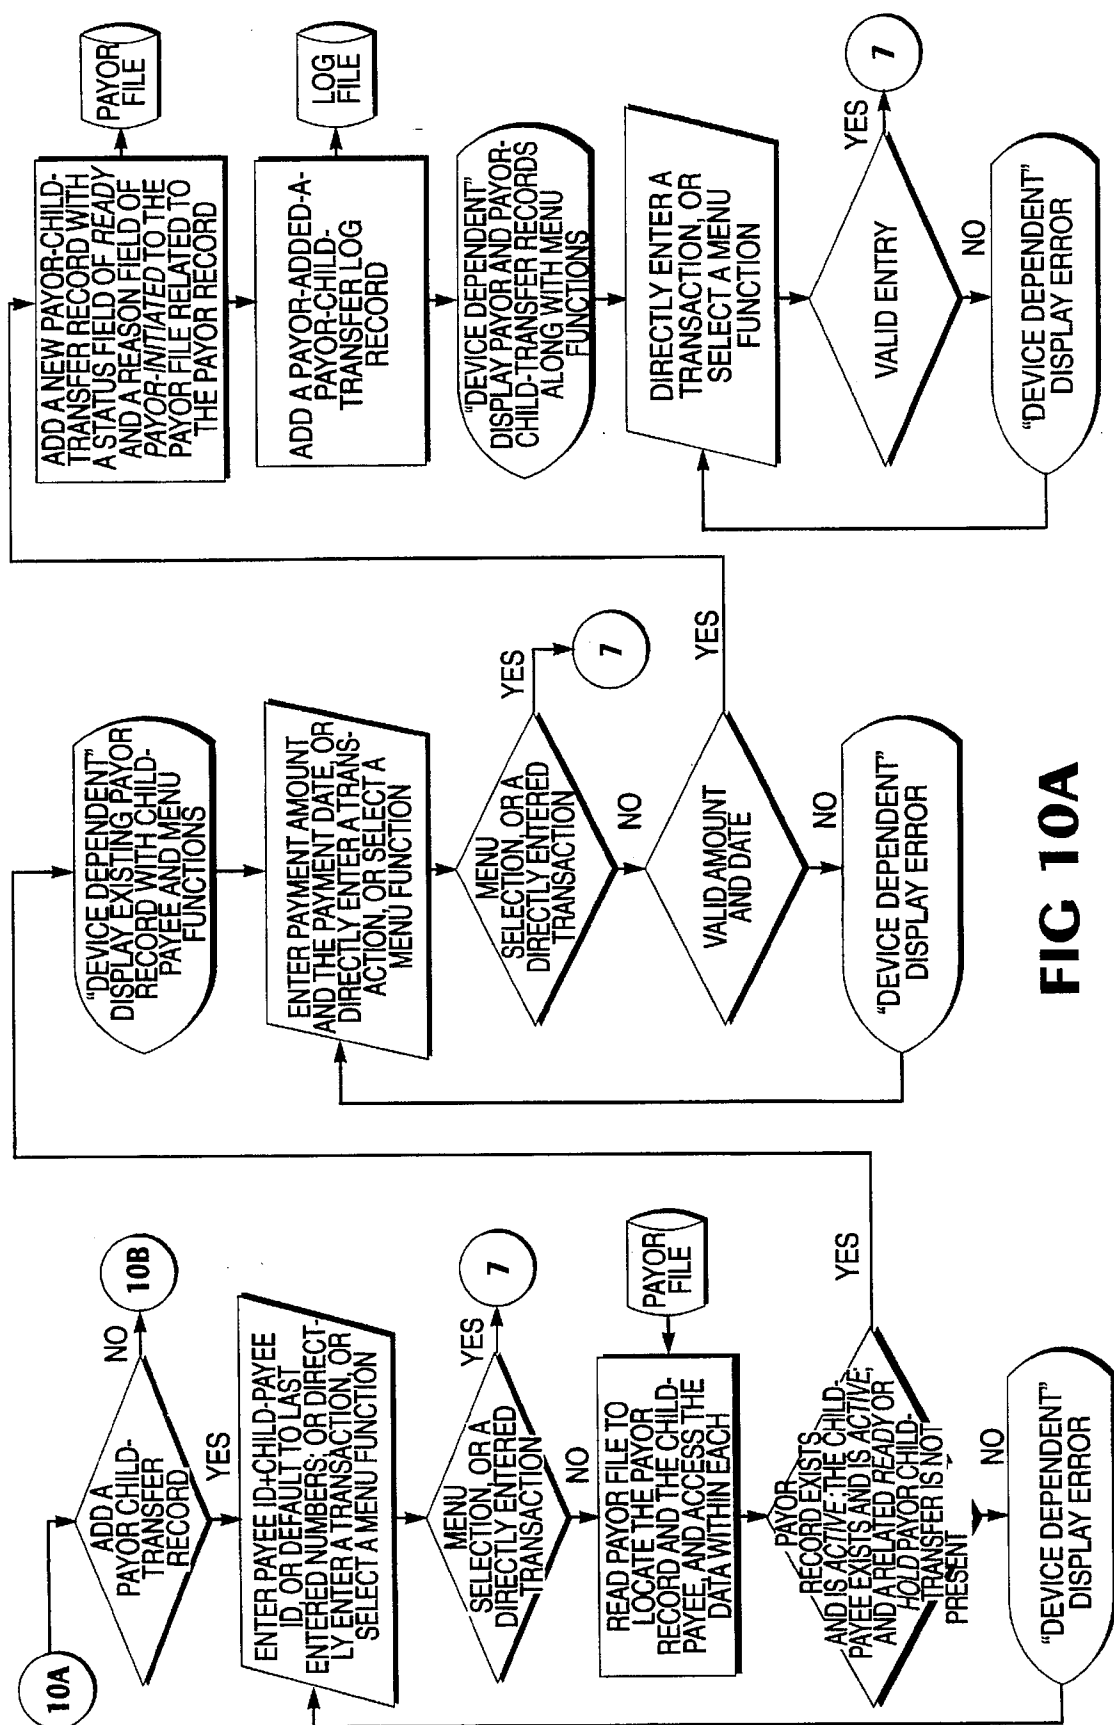 10A
ADD A
PAYOR CHILD-
TRANSFER
RECORD
NO
10B
YES
ENTER PAYEE ID+CHILD-PAYEE
ID, OR DEFAULT TO LAST
ENTERED NUMBERS; OR DIRECT-
LY ENTER A TRANSACTION, OR
SELECT A MENU FUNCTION
MENU
SELECTION, OR A
DIRECTLY ENTERED
TRANSACTION
YES
7
NO
READ PAYOR FILE TO
LOCATE THE PAYOR
RECORD AND THE CHILD-
PAYEE, AND ACCESS THE
DATA WITHIN EACH
PAYOR
FILE
PAYOR
RECORD EXISTS
AND IS ACTIVE;THE CHILD-
PAYEE EXISTS AND IS ACTIVE;
AND A RELATED READY OR
HOLD PAYOR CHILD-
TRANSFER IS NOT
PRESENT
YES
NO
"DEVICE DEPENDENT"
DISPLAY ERROR
"DEVICE DEPENDENT"
DISPLAY EXISTING PAYOR
RECORD WITH CHILD-
PAYEE AND MENU
FUNCTIONS
ENTER PAYMENT AMOUNT
AND THE PAYMENT DATE, OR
DIRECTLY ENTER A TRANS-
ACTION, OR SELECT A
MENU FUNCTION
MENU
SELECTION, OR A
DIRECTLY ENTERED
TRANSACTION
YES
7
NO
VALID AMOUNT
AND DATE
YES
NO
"DEVICE DEPENDENT"
DISPLAY ERROR
ADD A NEW PAYOR-CHILD-
TRANSFER RECORD WITH
A STATUS FIELD OF READY
AND A REASON FIELD OF
PAYOR-INITIATED TO THE
PAYOR FILE RELATED TO
THE PAYOR RECORD
PAYOR
FILE
ADD A PAYOR-ADDED-A-
PAYOR-CHILD-
TRANSFER LOG
RECORD
LOG
FILE
"DEVICE DEPENDENT"
DISPLAY PAYOR AND PAYOR-
CHILD-TRANSFER RECORDS
ALONG WITH MENU
FUNCTIONS
DIRECTLY ENTER A
TRANSACTION, OR
SELECT A MENU
FUNCTION
VALID ENTRY
YES
7
NO
"DEVICE DEPENDENT"
DISPLAY ERROR
FIG 10A